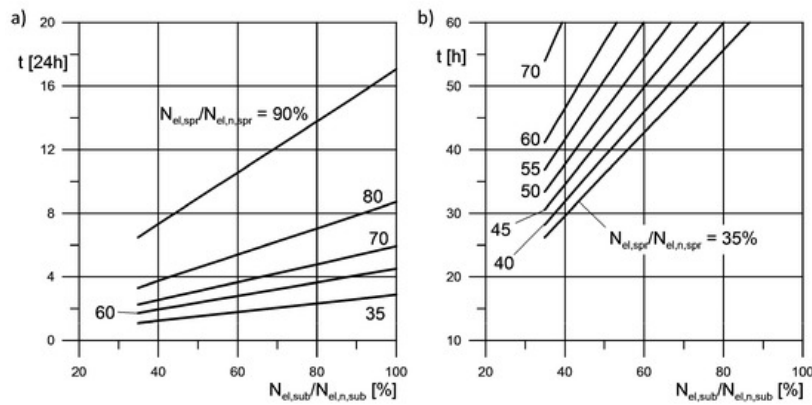 a)
20
t [24h]
16
12
8
4
0
N_el,spr/N_el,n,spr = 90%
80
70
60
35
20 40 60 80 100
N_el,sub/N_el,n,sub [%]
b)
60
t [h]
50
40
30
20
10
70
60
55
50
45
40
N_el,spr/N_el,n,spr = 35%
20 40 60 80 100
N_el,sub/N_el,n,sub [%]